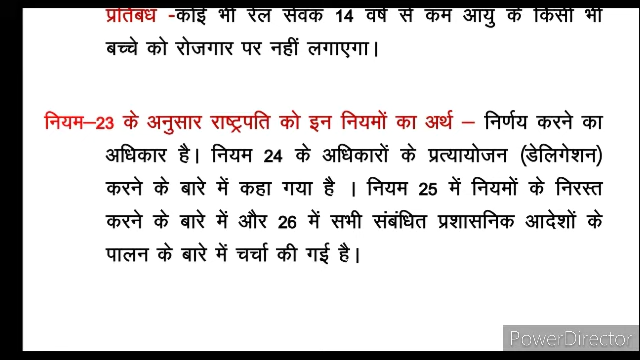 प्रतिबंध -कोई भी रेल सेवक 14 वर्ष से कम आयु के किसी भी
बच्चे को रोजगार पर नहीं लगाएगा।
नियम–23 के अनुसार राष्ट्रपति को इन नियमों का अर्थ – निर्णय करने का
अधिकार है। नियम 24 के अधिकारों के प्रत्यायोजन (डेलिगेशन)
करने के बारे में कहा गया है । नियम 25 में नियमों के निरस्त
करने के बारे में और 26 में सभी संबंधित प्रशासनिक आदेशों के
पालन के बारे में चर्चा की गई है।
PowerDirector